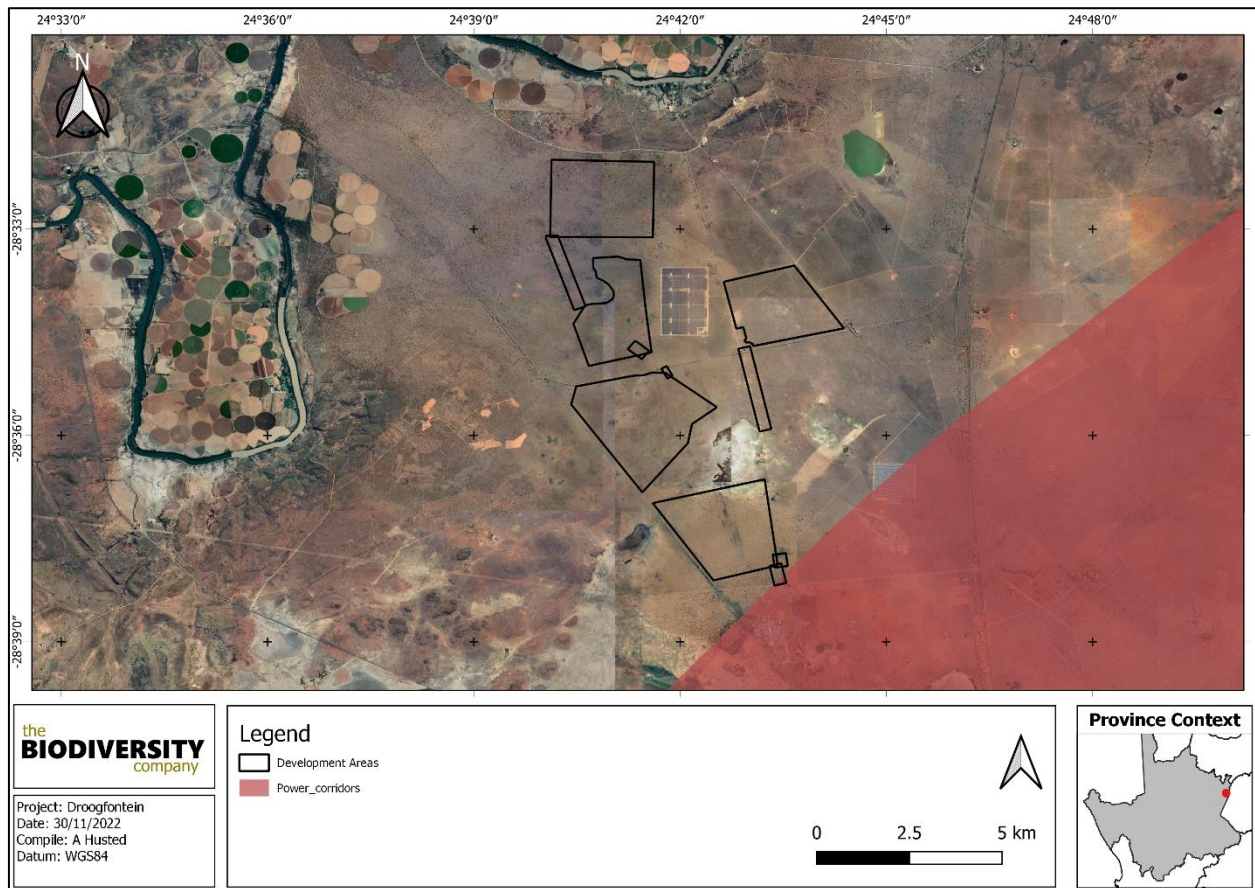 24°33'0" 24°36'0" 24°39'0" 24°42'0" 24°45'0" 24°48'0"
N
-28°33'0"
-28°36'0"
-28°39'0"
the
BIODIVERSITY
company
Project: Droogfontein
Date: 30/11/2022
Compile: A Husted
Datum: WGS84
Legend
Development Areas
Power_corridors
0 2.5 5 km
Province Context